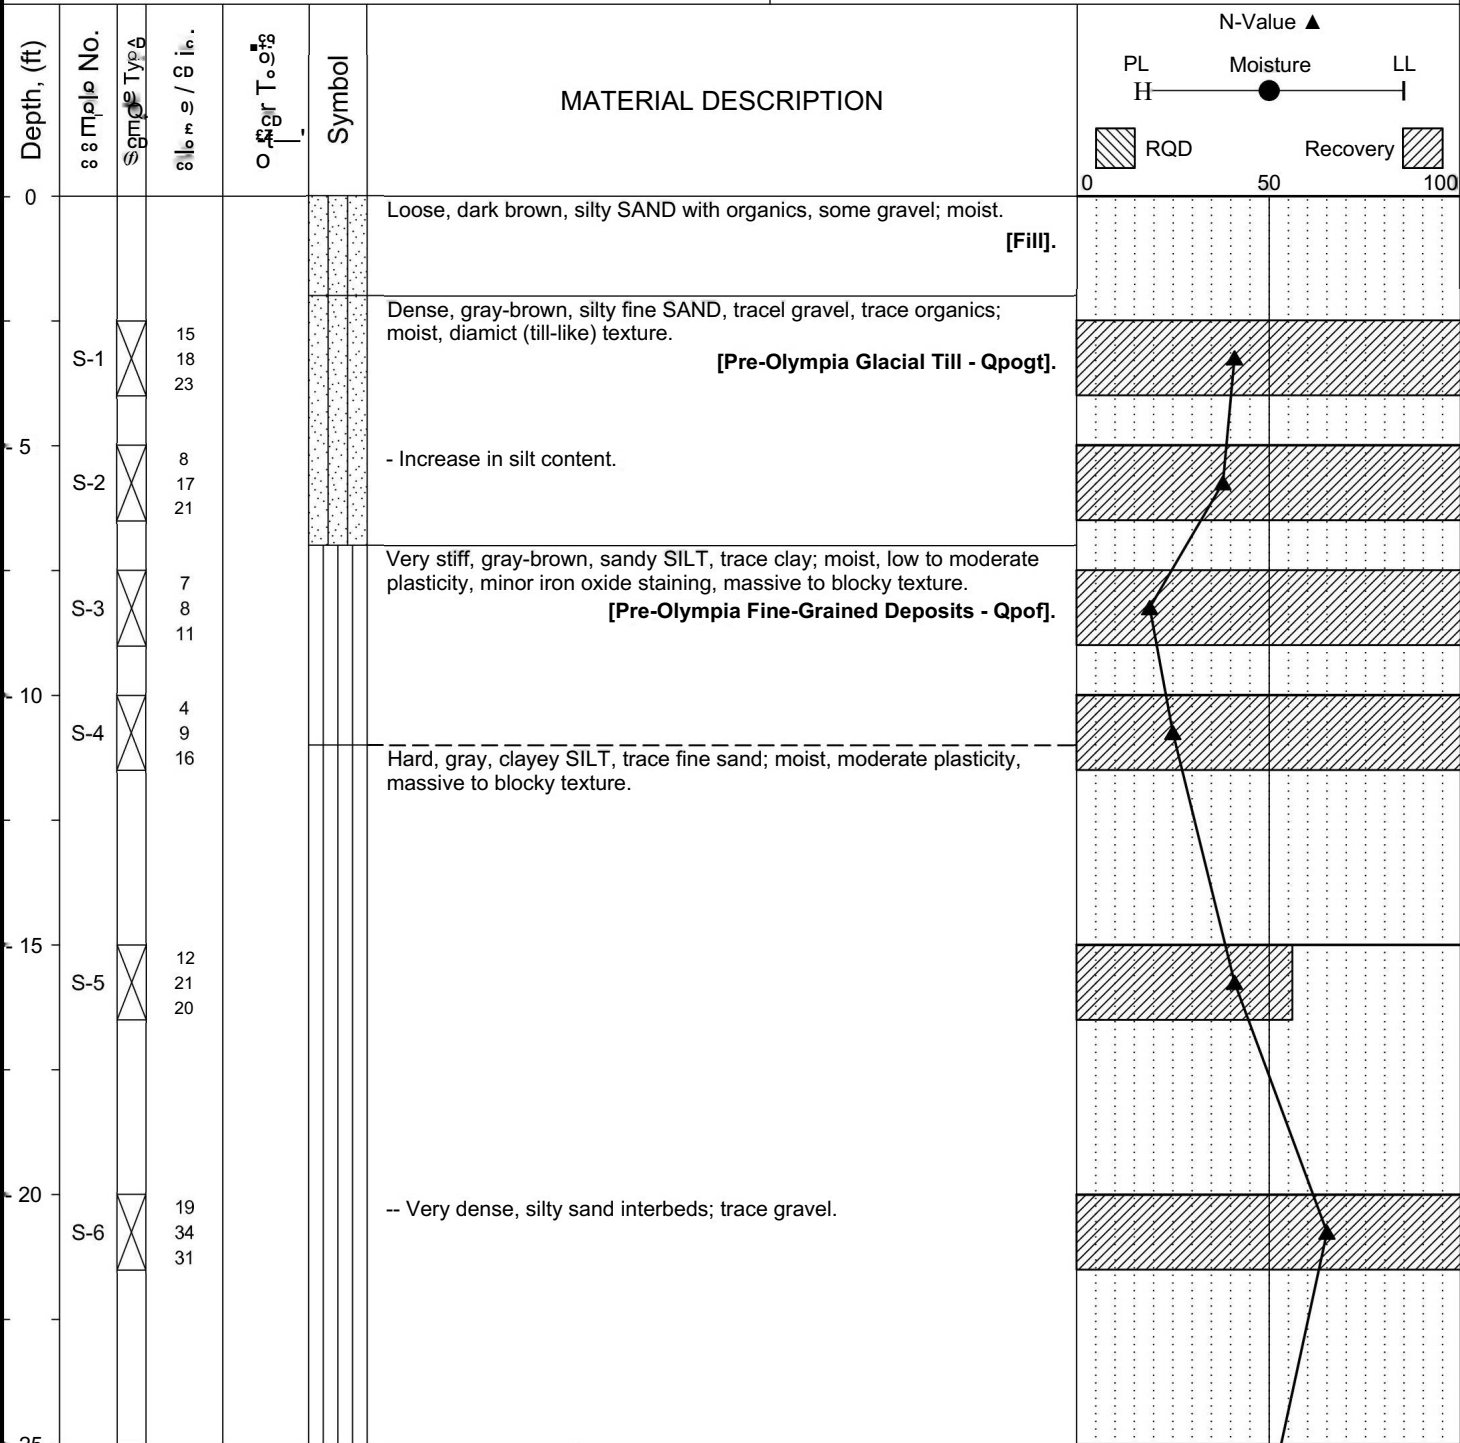 N-Value ▲
PL Moisture LL
RQD Recovery
0 50 100
Depth, (ft)
No.
Symbol
MATERIAL DESCRIPTION
0
Loose, dark brown, silty SAND with organics, some gravel; moist.
[Fill].
Dense, gray-brown, silty fine SAND, tracel gravel, trace organics;
moist, diamict (till-like) texture.
[Pre-Olympia Glacial Till - Qpogt].
S-1
15
18
23
5
- Increase in silt content.
S-2
8
17
21
Very stiff, gray-brown, sandy SILT, trace clay; moist, low to moderate
plasticity, minor iron oxide staining, massive to blocky texture.
[Pre-Olympia Fine-Grained Deposits - Qpof].
S-3
7
8
11
10
S-4
4
9
16
Hard, gray, clayey SILT, trace fine sand; moist, moderate plasticity,
massive to blocky texture.
15
S-5
12
21
20
20
-- Very dense, silty sand interbeds; trace gravel.
S-6
19
34
31